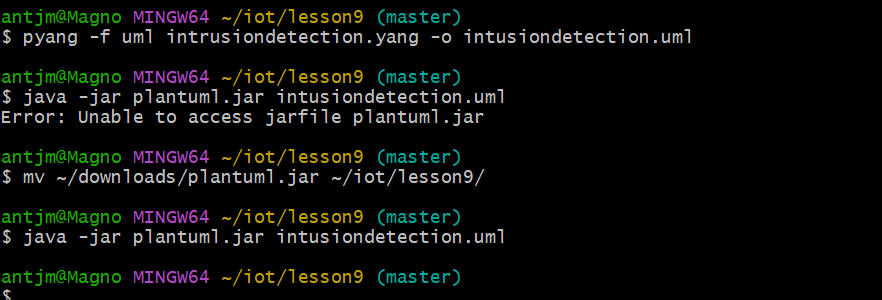 antjm@Magno MINGW64 ~/iot/lesson9 (master)
$ pyang -f uml intrusiondetection.yang -o intusiondetection.uml
antjm@Magno MINGW64 ~/iot/lesson9 (master)
$ java -jar plantuml.jar intusiondetection.uml
Error: Unable to access jarfile plantuml.jar
antjm@Magno MINGW64 ~/iot/lesson9 (master)
$ mv ~/downloads/plantuml.jar ~/iot/lesson9/
antjm@Magno MINGW64 ~/iot/lesson9 (master)
$ java -jar plantuml.jar intusiondetection.uml
antjm@Magno MINGW64 ~/iot/lesson9 (master)
$